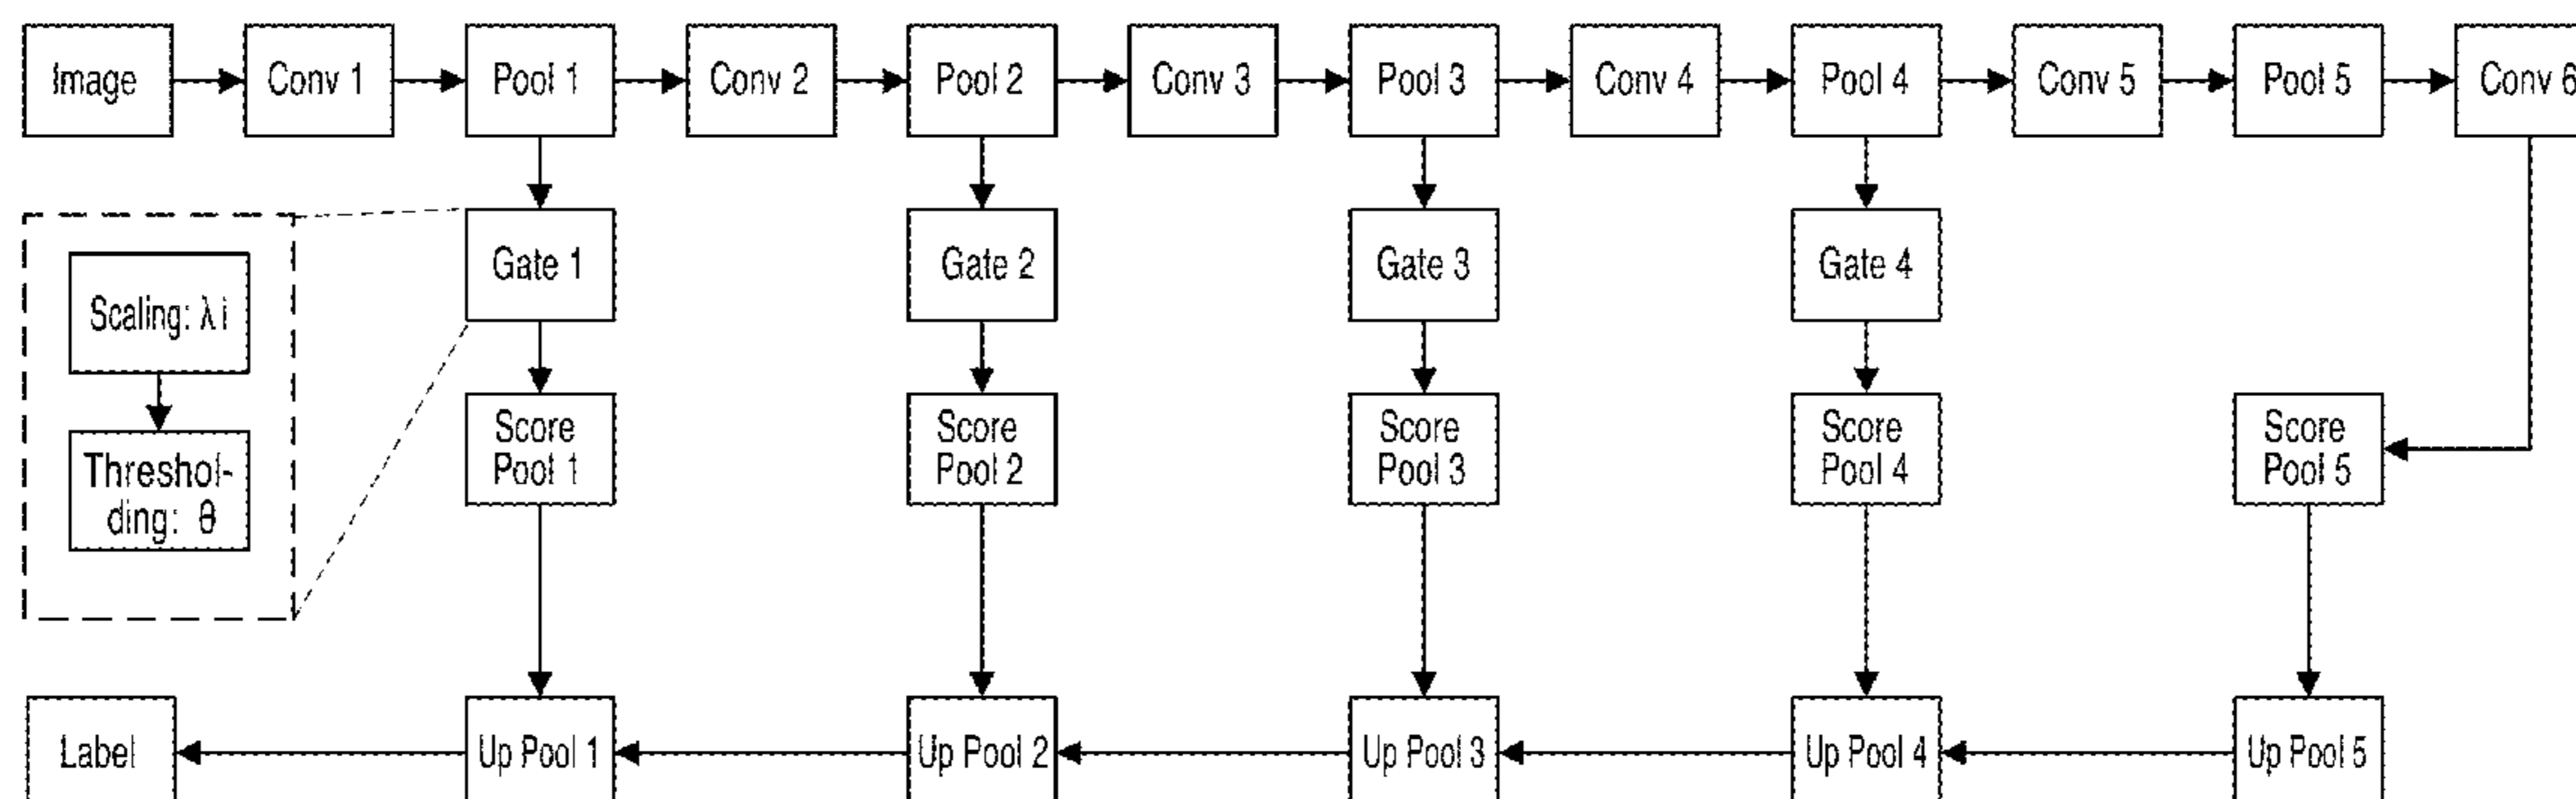 Image
Conv 1
Pool 1
Conv 2
Pool 2
Conv 3
Pool 3
Conv 4
Pool 4
Conv 5
Pool 5
Conv 6
Gate 1
Gate 2
Gate 3
Gate 4
Scaling: λi
Threshol-
ding: θ
Score
Pool 1
Score
Pool 2
Score
Pool 3
Score
Pool 4
Score
Pool 5
Label
Up Pool 1
Up Pool 2
Up Pool 3
Up Pool 4
Up Pool 5